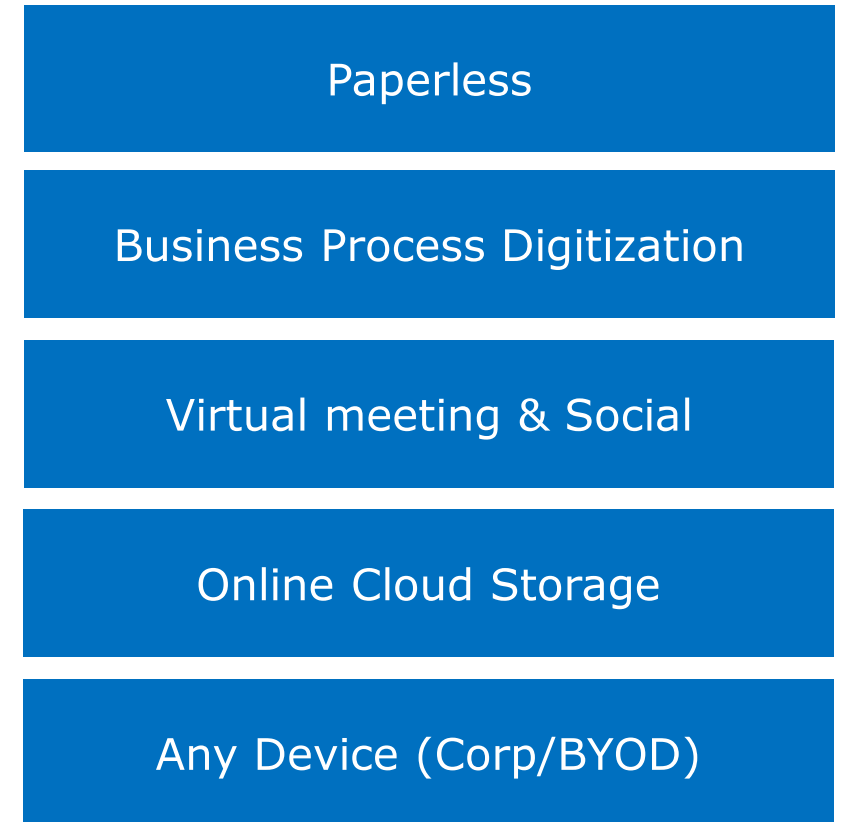 Paperless
Business Process Digitization
Virtual meeting & Social
Online Cloud Storage
Any Device (Corp/BYOD)